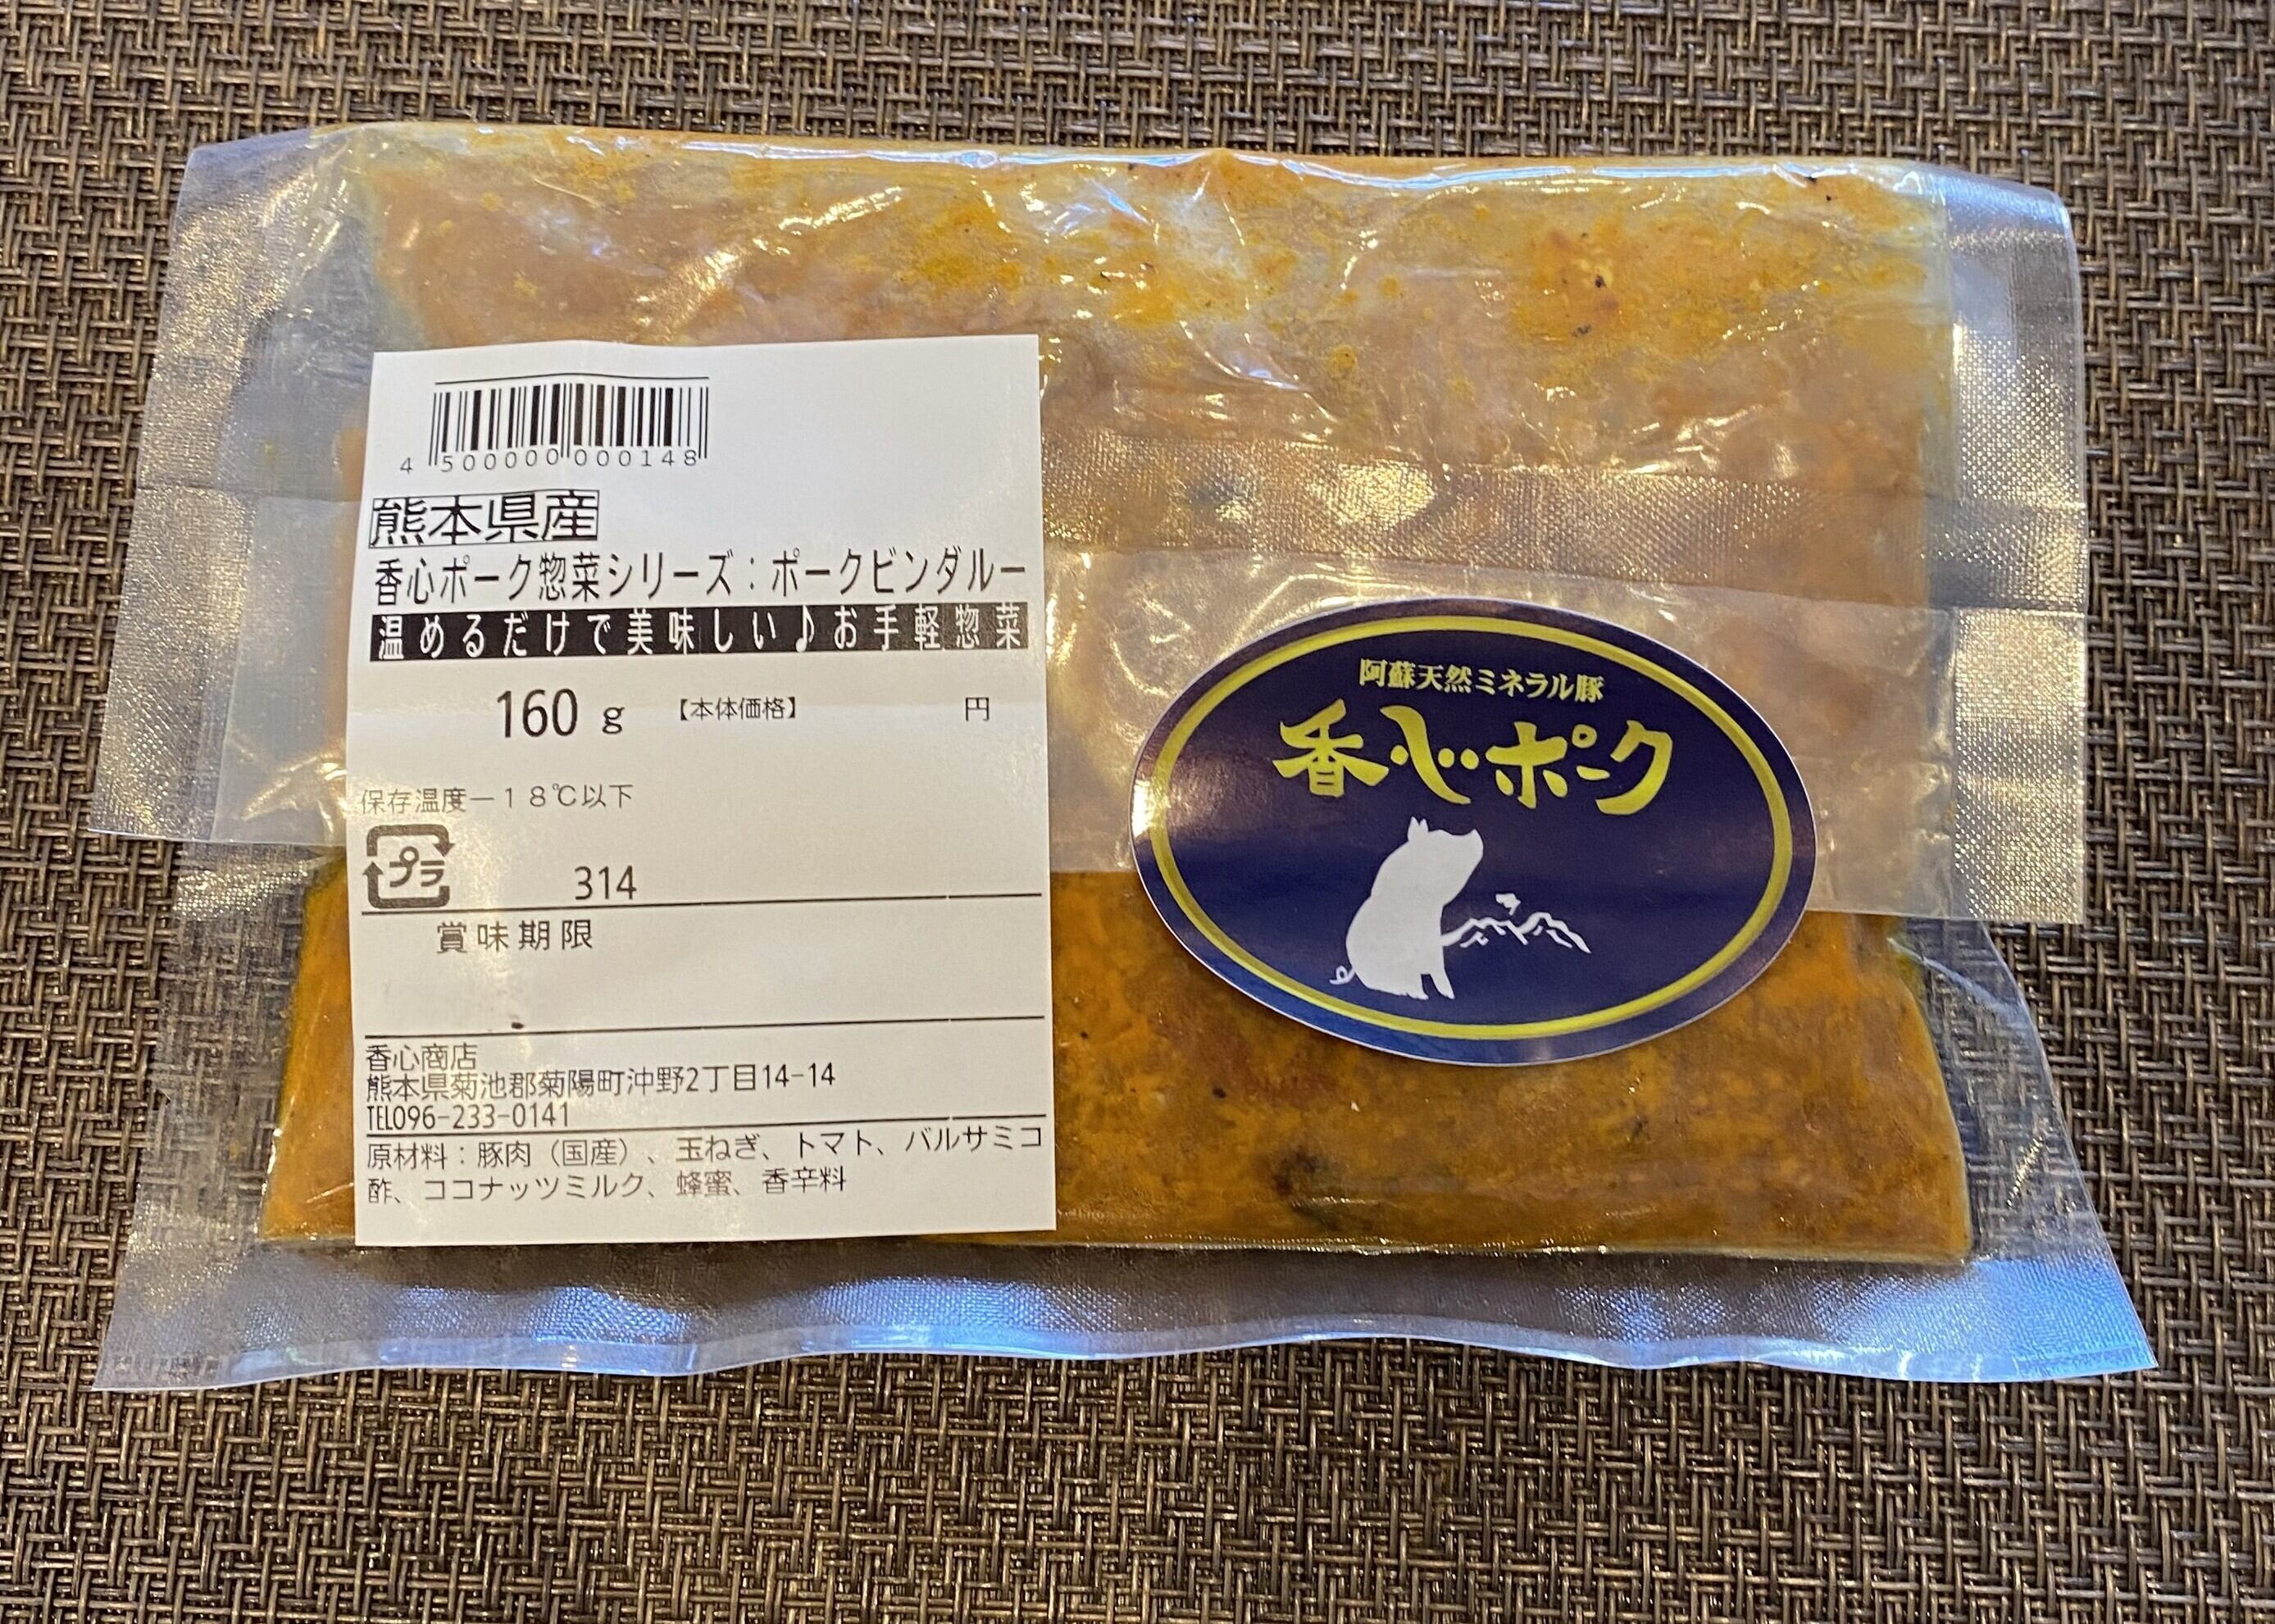 4 500000 000148
熊本県産
香心ポーク惣菜シリーズ：ポークビンダルー
温めるだけで美味しい♪お手軽惣菜
160 g 【本体価格】 円
保存温度－１８℃以下
プラ
314
賞味期限
香心商店
熊本県菊池郡菊陽町沖野2丁目14-14
TEL096-233-0141
原材料：豚肉（国産）、玉ねぎ、トマト、バルサミコ
酢、ココナッツミルク、蜂蜜、香辛料
阿蘇天然ミネラル豚
香心ポーク